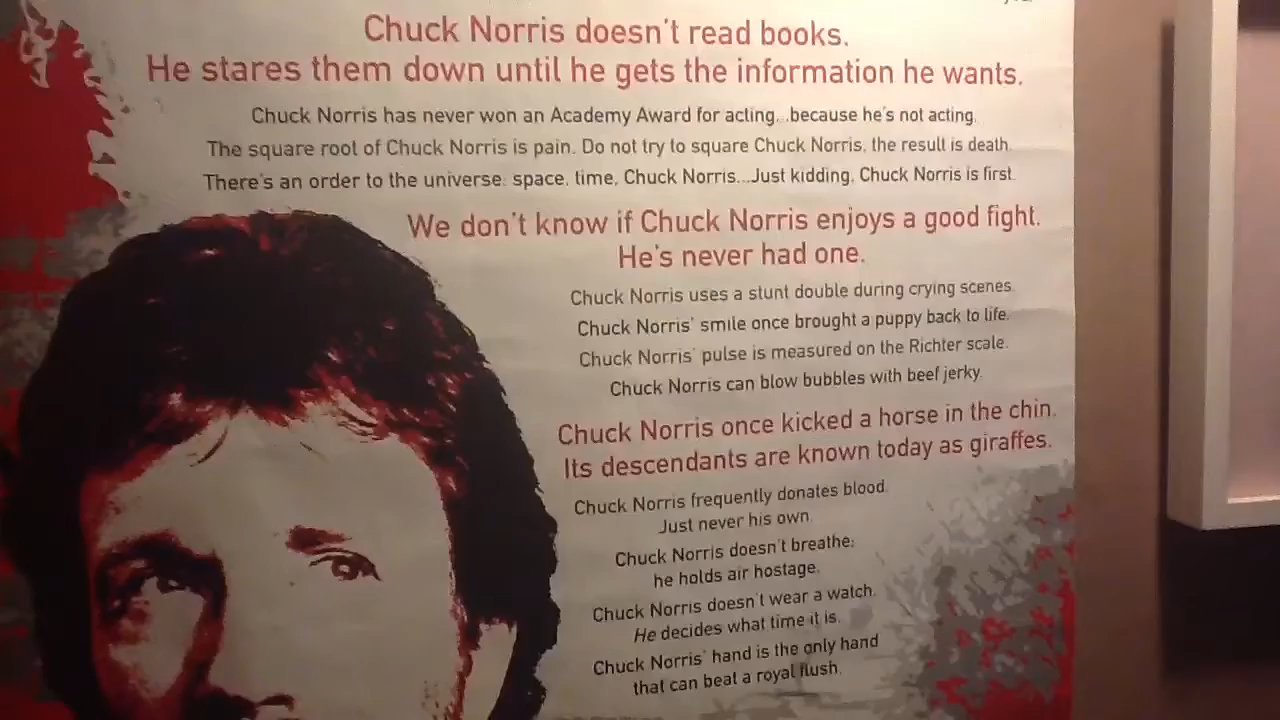 Chuck Norris doesn't read books.
He stares them down until he gets the information he wants.
Chuck Norris has never won an Academy Award for acting...because he's not acting.
The square root of Chuck Norris is pain. Do not try to square Chuck Norris, the result is death.
There's an order to the universe: space, time, Chuck Norris...Just kidding, Chuck Norris is first.
We don't know if Chuck Norris enjoys a good fight.
He's never had one.
Chuck Norris uses a stunt double during crying scenes.
Chuck Norris' smile once brought a puppy back to life.
Chuck Norris' pulse is measured on the Richter scale.
Chuck Norris can blow bubbles with beef jerky.
Chuck Norris once kicked a horse in the chin.
Its descendants are known today as giraffes.
Chuck Norris frequently donates blood.
Just never his own.
Chuck Norris doesn't breathe;
he holds air hostage.
Chuck Norris doesn't wear a watch.
He decides what time it is.
Chuck Norris' hand is the only hand
that can beat a royal flush.